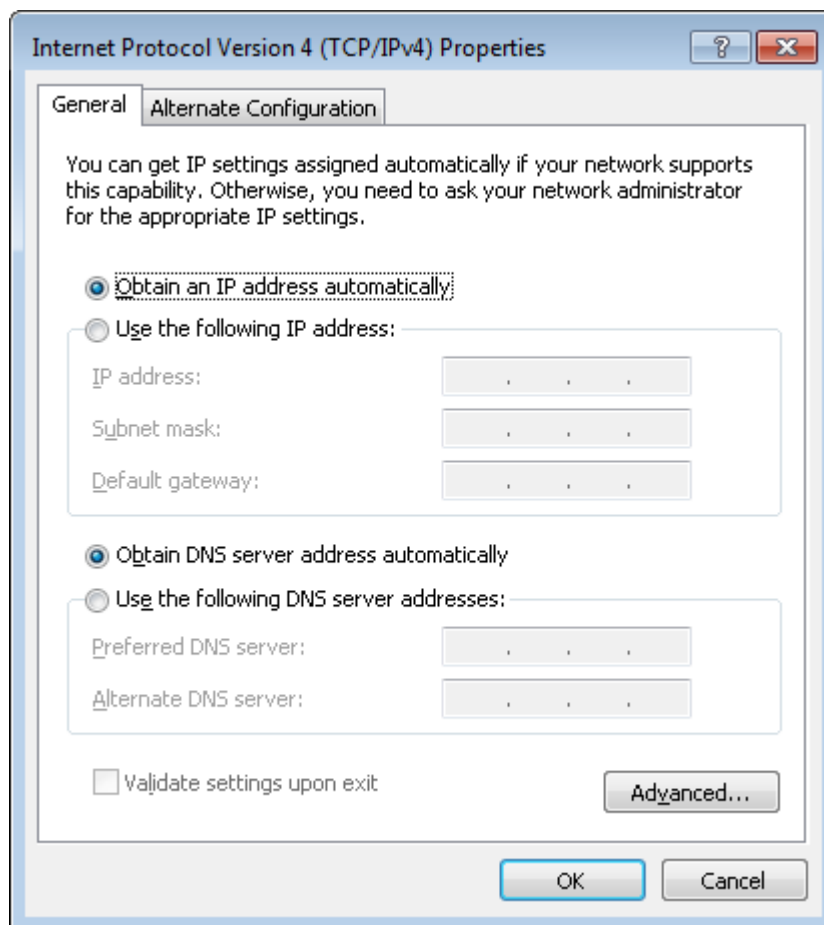 Internet Protocol Version 4 (TCP/IPv4) Properties
General
Alternate Configuration
You can get IP settings assigned automatically if your network supports
this capability. Otherwise, you need to ask your network administrator
for the appropriate IP settings.
Obtain an IP address automatically
Use the following IP address:
IP address:
Subnet mask:
Default gateway:
Obtain DNS server address automatically
Use the following DNS server addresses:
Preferred DNS server:
Alternate DNS server:
Validate settings upon exit
Advanced...
OK
Cancel